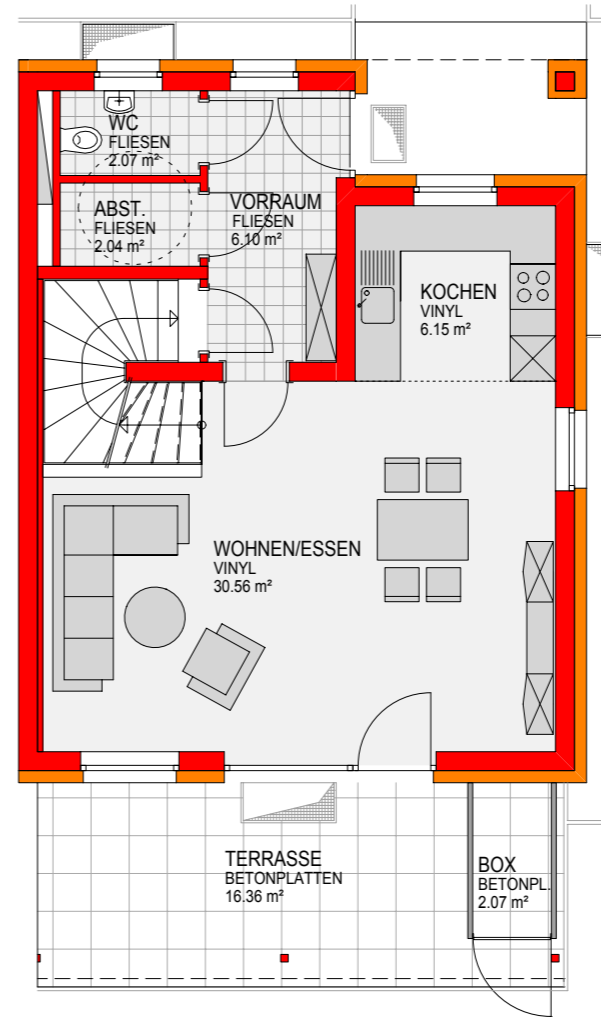 WC
FLIESEN
2.07 m²
ABST.
FLIESEN
2.04 m²
VORRAUM
FLIESEN
6.10 m²
KOCHEN
VINYL
6.15 m²
WOHNEN/ESSEN
VINYL
30.56 m²
TERRASSE
BETONPLATTEN
16.36 m²
BOX
BETONPL.
2.07 m²